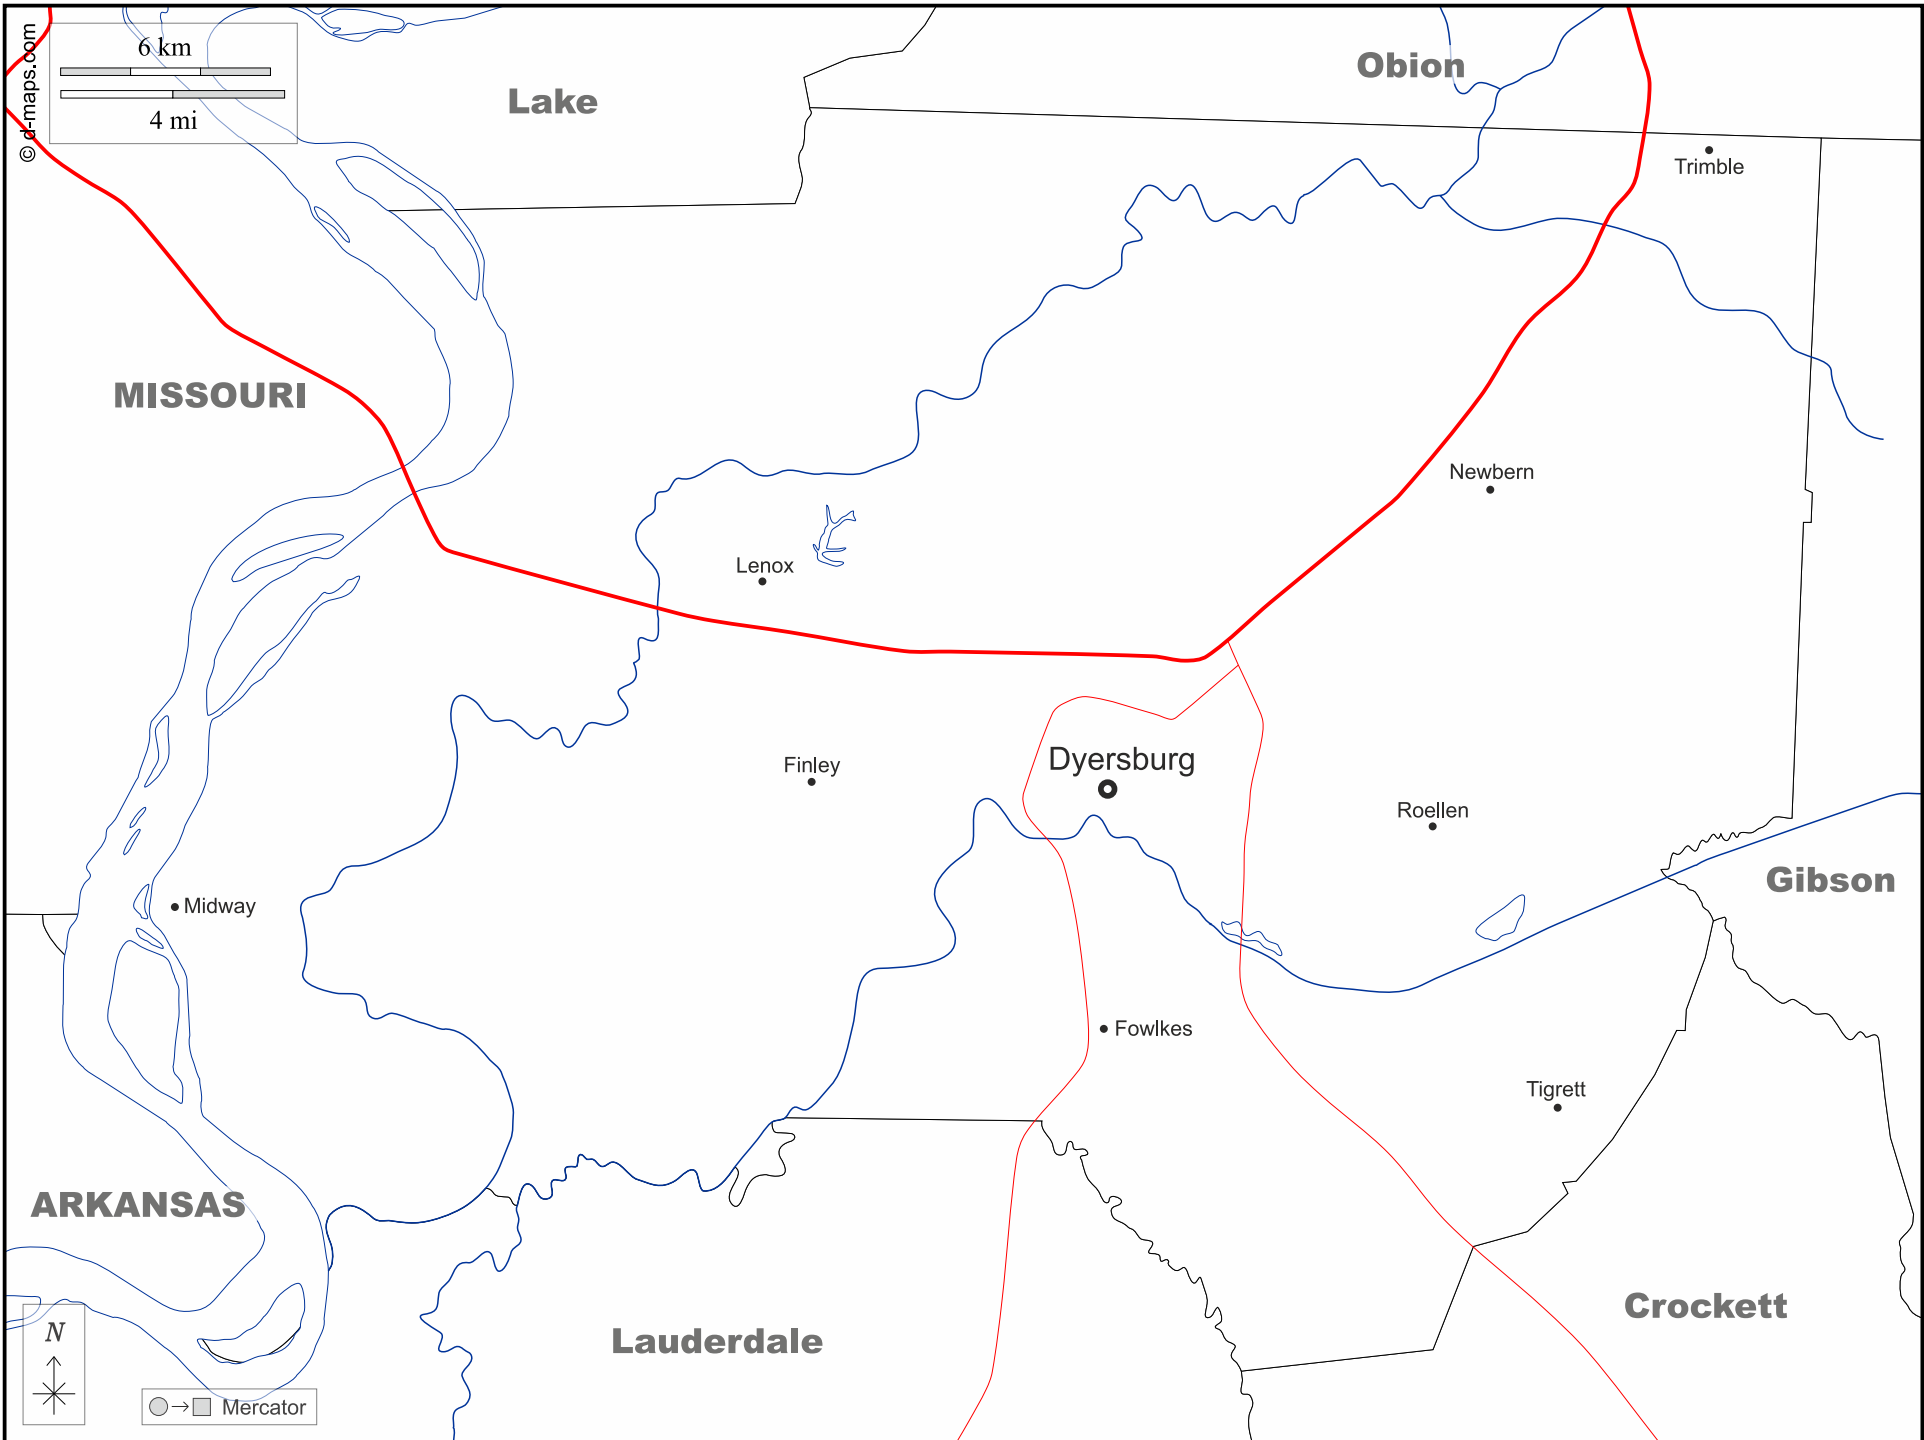 © d-maps.com
6 km
4 mi
Lake
Obion
Trimble
MISSOURI
Newbern
Lenox
Dyersburg
Finley
Roellen
Gibson
Midway
Fowlkes
Tigrett
ARKANSAS
Crockett
Lauderdale
N
Mercator